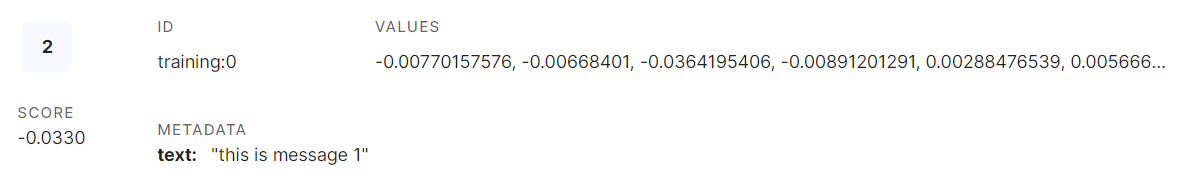 2
ID
training:0
VALUES
-0.00770157576, -0.00668401, -0.0364195406, -0.00891201291, 0.00288476539, 0.005666...
SCORE
-0.0330
METADATA
text: "this is message 1"